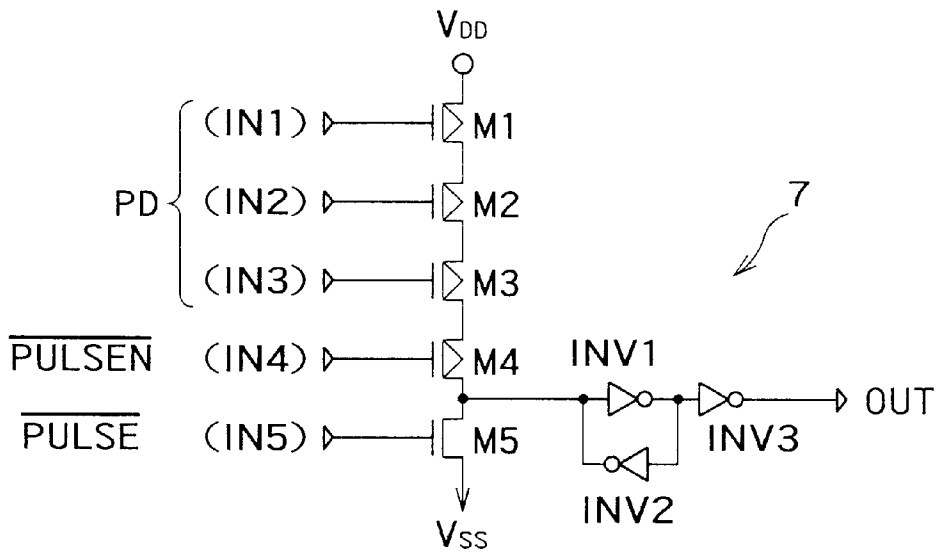 VDD
(IN1) M1
PD (IN2) M2
7
(IN3) M3
PULSEN (IN4) M4
INV1
OUT
PULSE (IN5) M5
INV3
INV2
VSS